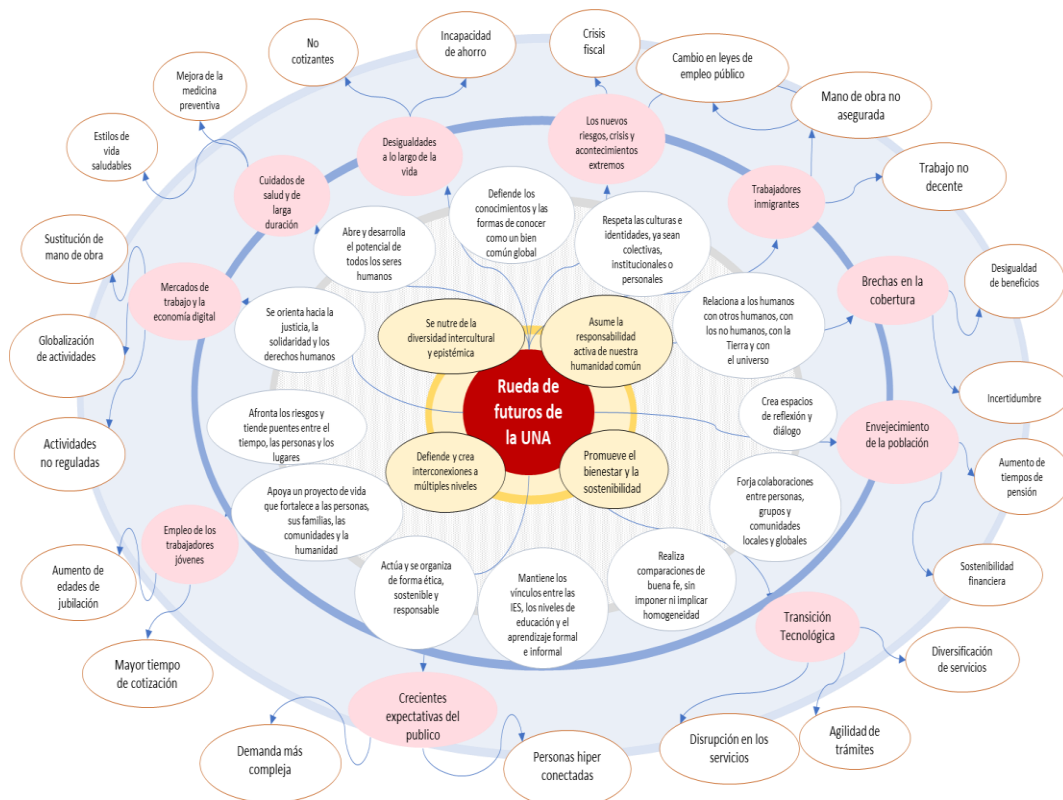 No
cotizantes
Incapacidad
de ahorro
Crisis
fiscal
Cambio en leyes de
empleo público
Mano de obra no
asegurada
Trabajo no
decente
Mejora de la
medicina
preventiva
Estilos de
vida
saludables
Sustitución de
mano de obra
Globalización
de actividades
Actividades
no reguladas
Aumento de
edades de
jubilación
Mayor tiempo
de cotización
Demanda más
compleja
Personas hiper
conectadas
Disrupción en los
servicios
Agilidad de
trámites
Diversificación
de servicios
Sostenibilidad
financiera
Aumento de
tiempos de
pensión
Incertidumbre
Desigualdad
de beneficios
Desigualdades
a lo largo de la
vida
Los nuevos
riesgos, crisis y
acontecimientos
extremos
Trabajadores
inmigrantes
Brechas en la
cobertura
Envejecimiento
de la población
Transición
Tecnológica
Crecientes
expectativas del
publico
Empleo de los
trabajadores
jóvenes
Mercados de
trabajo y la
economía digital
Cuidados de
salud y de
larga
duración
Defiende los
conocimientos y las
formas de conocer
como un bien
común global
Respeta las culturas e
identidades, ya sean
colectivas,
institucionales o
personales
Relaciona a los humanos
con otros humanos, con
los no humanos, con la
Tierra y con
el universo
Crea espacios
de reflexión y
diálogo
Forja colaboraciones
entre personas,
grupos y
comunidades
locales y globales
Realiza
comparaciones de
buena fe, sin
imponer ni implicar
homogeneidad
Mantiene los
vínculos entre las
IES, los niveles de
educación y el
aprendizaje formal
e informal
Actúa y se organiza
de forma ética,
sostenible y
responsable
Apoya un proyecto de vida
que fortalece a las personas,
sus familias, las
comunidades y la
humanidad
Afronta los riesgos y
tiende puentes entre el
tiempo, las personas y los
lugares
Se orienta hacia la
justicia, la
solidaridad y los
derechos humanos
Abre y desarrolla
el potencial de
todos los seres
humanos
Se nutre de la
diversidad intercultural
y epistémica
Asume la
responsabilidad
activa de nuestra
humanidad común
Defiende y crea
interconexiones a
múltiples niveles
Promueve el
bienestar y la
sostenibilidad
Rueda de
futuros de
la UNA